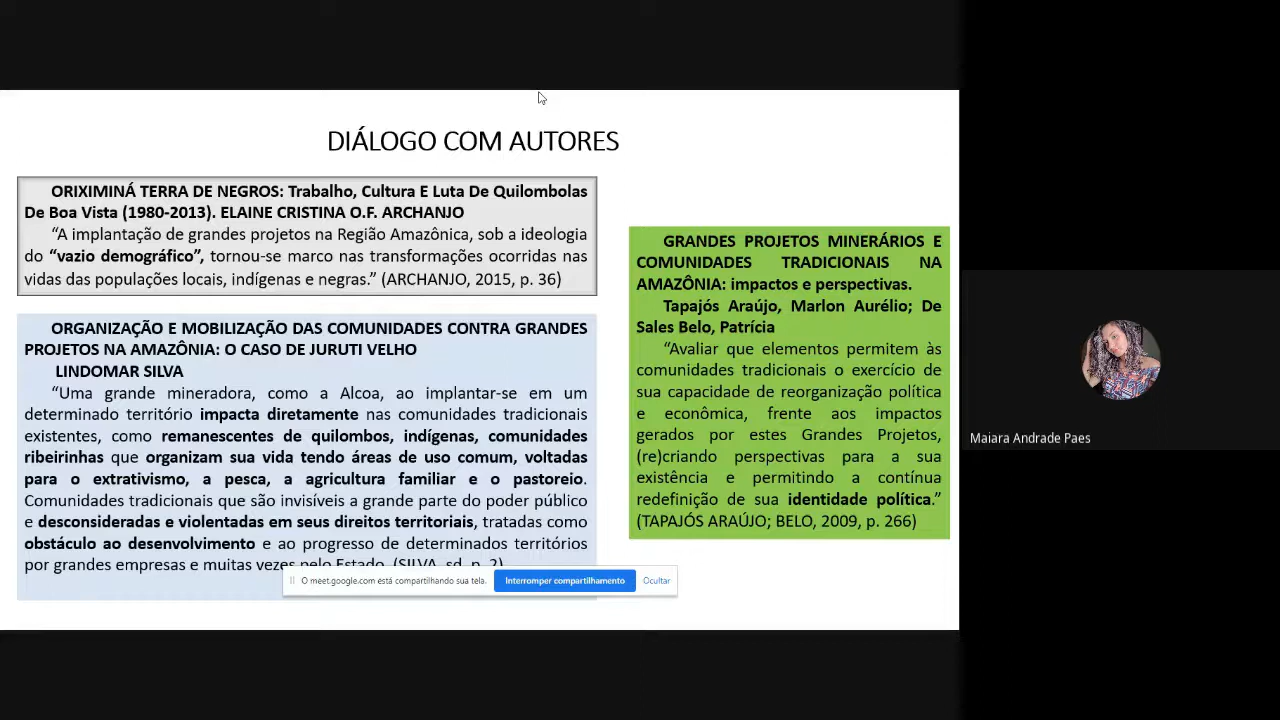 DIÁLOGO COM AUTORES
ORIXIMINÁ TERRA DE NEGROS: Trabalho, Cultura E Luta De Quilombolas
De Boa Vista (1980-2013). ELAINE CRISTINA O.F. ARCHANJO
“A implantação de grandes projetos na Região Amazônica, sob a ideologia
do “vazio demográfico”, tornou-se marco nas transformações ocorridas nas
vidas das populações locais, indígenas e negras.” (ARCHANJO, 2015, p. 36)
ORGANIZAÇÃO E MOBILIZAÇÃO DAS COMUNIDADES CONTRA GRANDES
PROJETOS NA AMAZÔNIA: O CASO DE JURUTI VELHO
LINDOMAR SILVA
“Uma grande mineradora, como a Alcoa, ao implantar-se em um
determinado território impacta diretamente nas comunidades tradicionais
existentes, como remanescentes de quilombos, indígenas, comunidades
ribeirinhas que organizam sua vida tendo áreas de uso comum, voltadas
para o extrativismo, a pesca, a agricultura familiar e o pastoreio.
Comunidades tradicionais que são invisíveis a grande parte do poder público
e desconsideradas e violentadas em seus direitos territoriais, tratadas como
obstáculo ao desenvolvimento e ao progresso de determinados territórios
por grandes empresas e muitas vezes pelo Estado. (SILVA, sd, p. 2)
GRANDES PROJETOS MINERÁRIOS E
COMUNIDADES TRADICIONAIS NA
AMAZÔNIA: impactos e perspectivas.
Tapajós Araújo, Marlon Aurélio; De
Sales Belo, Patrícia
“Avaliar que elementos permitem às
comunidades tradicionais o exercício de
sua capacidade de reorganização política
e econômica, frente aos impactos
gerados por estes Grandes Projetos,
(re)criando perspectivas para a sua
existência e permitindo a contínua
redefinição de sua identidade política.”
(TAPAJÓS ARAÚJO; BELO, 2009, p. 266)
O meet.google.com está compartilhando sua tela. Interromper compartilhamento Ocultar
Maiara Andrade Paes